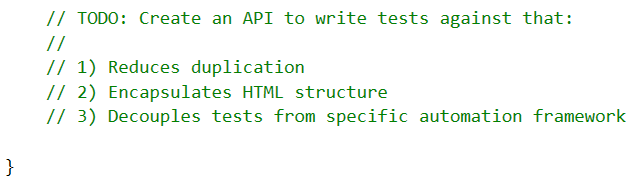 // TODO: Create an API to write tests against that:
//
// 1) Reduces duplication
// 2) Encapsulates HTML structure
// 3) Decouples tests from specific automation framework
}